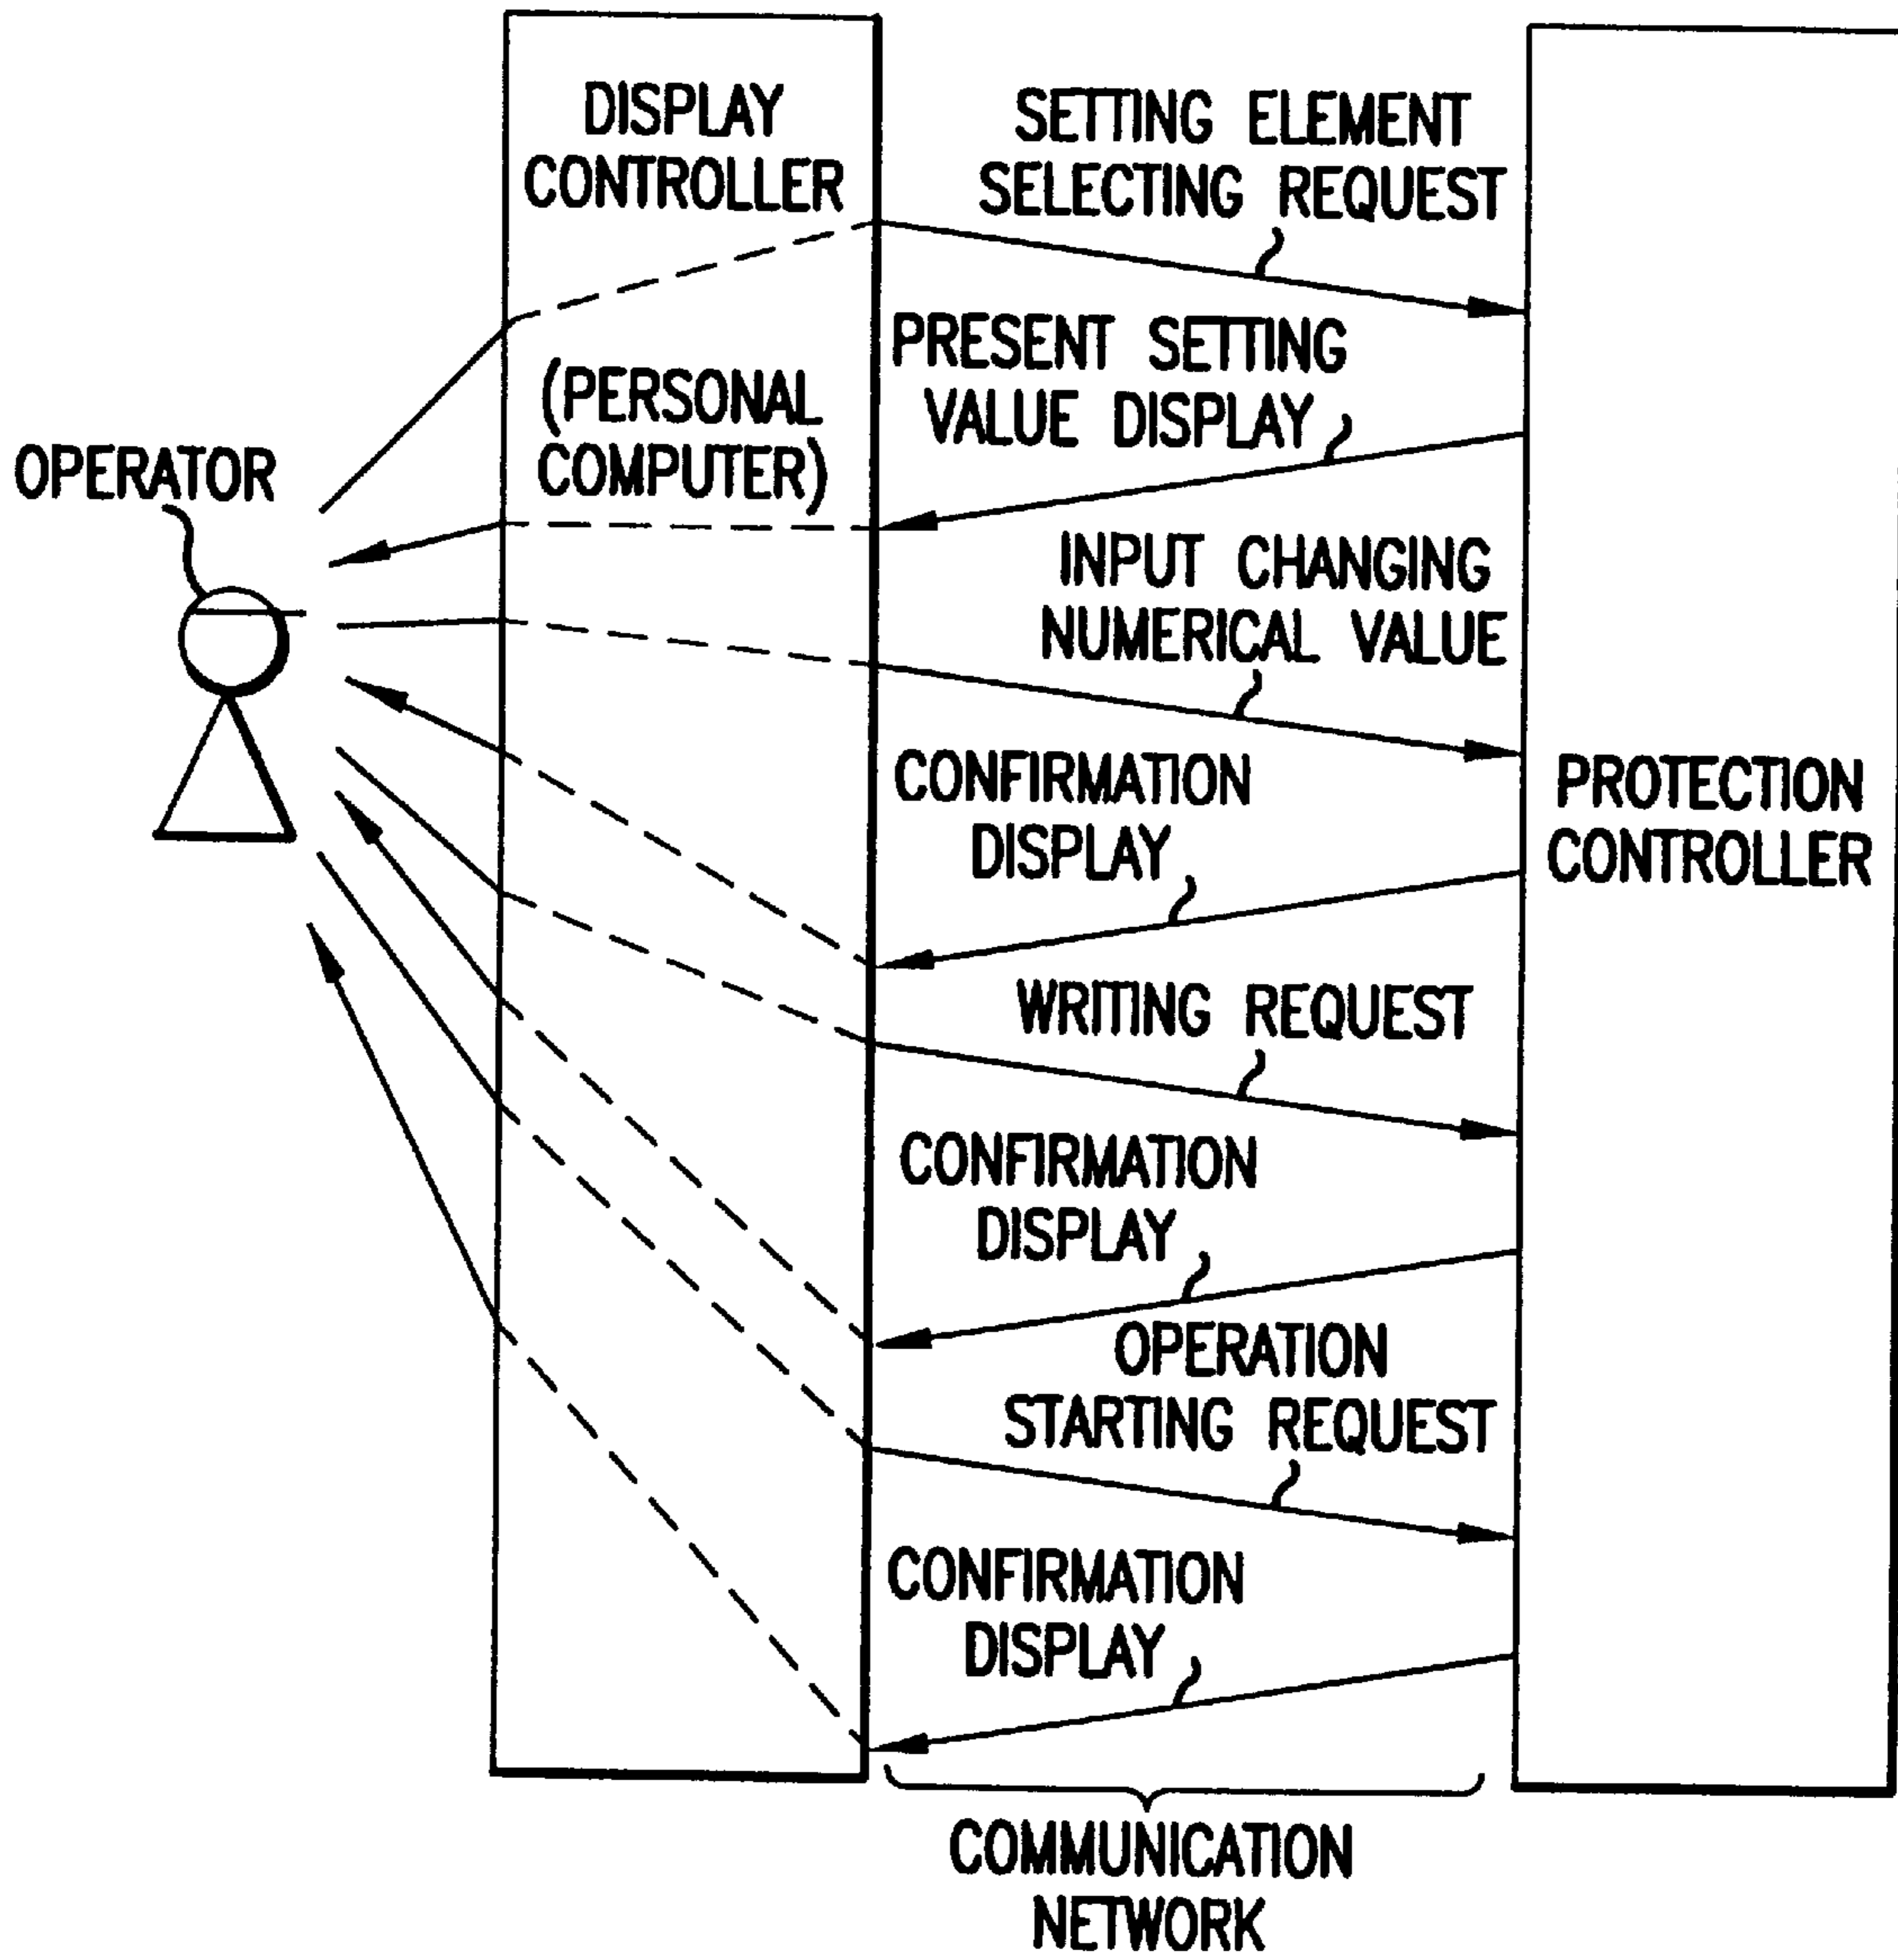 DISPLAY
CONTROLLER
SETTING ELEMENT
SELECTING REQUEST
PRESENT SETTING
VALUE DISPLAY
(PERSONAL
COMPUTER)
OPERATOR
INPUT CHANGING
NUMERICAL VALUE
CONFIRMATION
DISPLAY
PROTECTION
CONTROLLER
WRITING REQUEST
CONFIRMATION
DISPLAY
OPERATION
STARTING REQUEST
CONFIRMATION
DISPLAY
COMMUNICATION
NETWORK